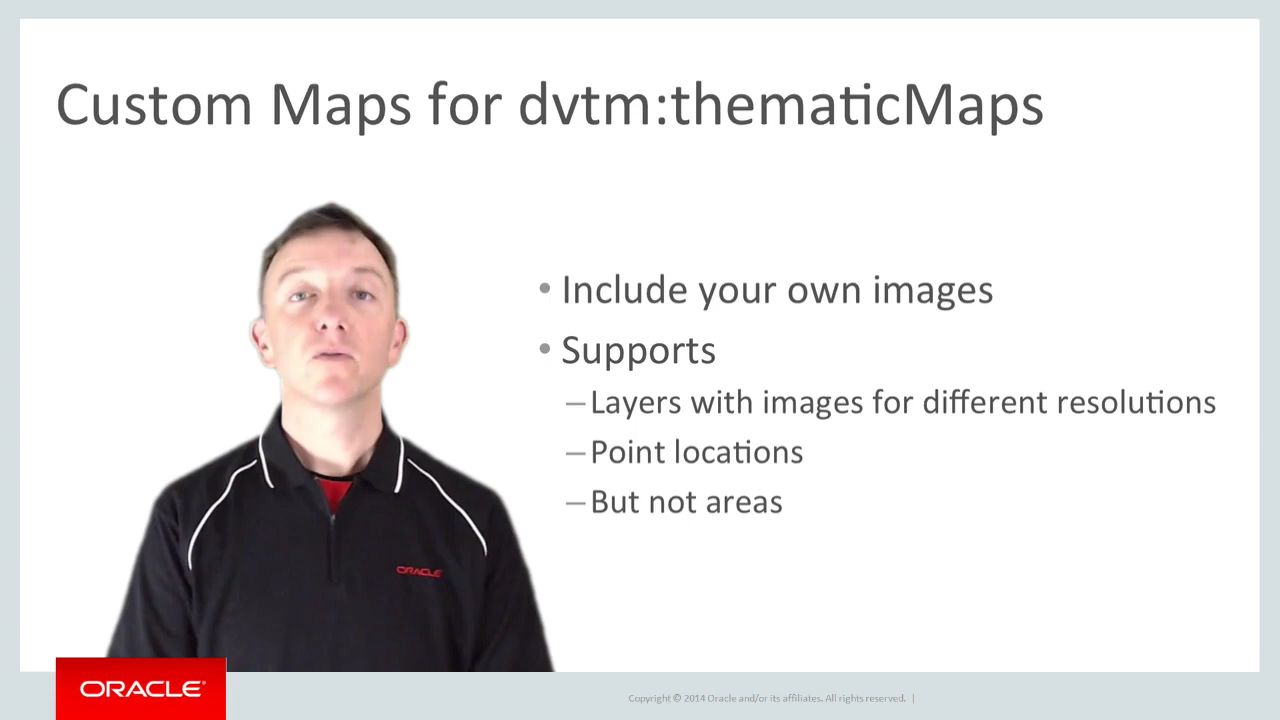 Custom Maps for dvtm:thematicMaps
• Include your own images
• Supports
– Layers with images for different resolutions
– Point locations
– But not areas
ORACLE
ORACLE®
Copyright © 2014 Oracle and/or its affiliates. All rights reserved. |